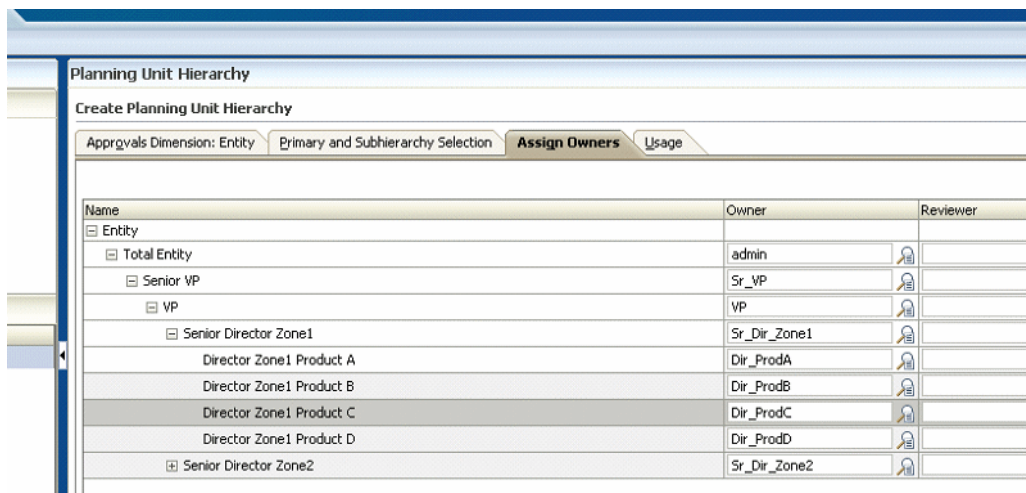 Planning Unit Hierarchy
Create Planning Unit Hierarchy
Approvals Dimension: Entity Primary and Subhierarchy Selection Assign Owners Usage
Name Owner Reviewer
Entity
Total Entity admin
Senior VP Sr_VP
VP VP
Senior Director Zone1 Sr_Dir_Zone1
Director Zone1 Product A Dir_ProdA
Director Zone1 Product B Dir_ProdB
Director Zone1 Product C Dir_ProdC
Director Zone1 Product D Dir_ProdD
Senior Director Zone2 Sr_Dir_Zone2